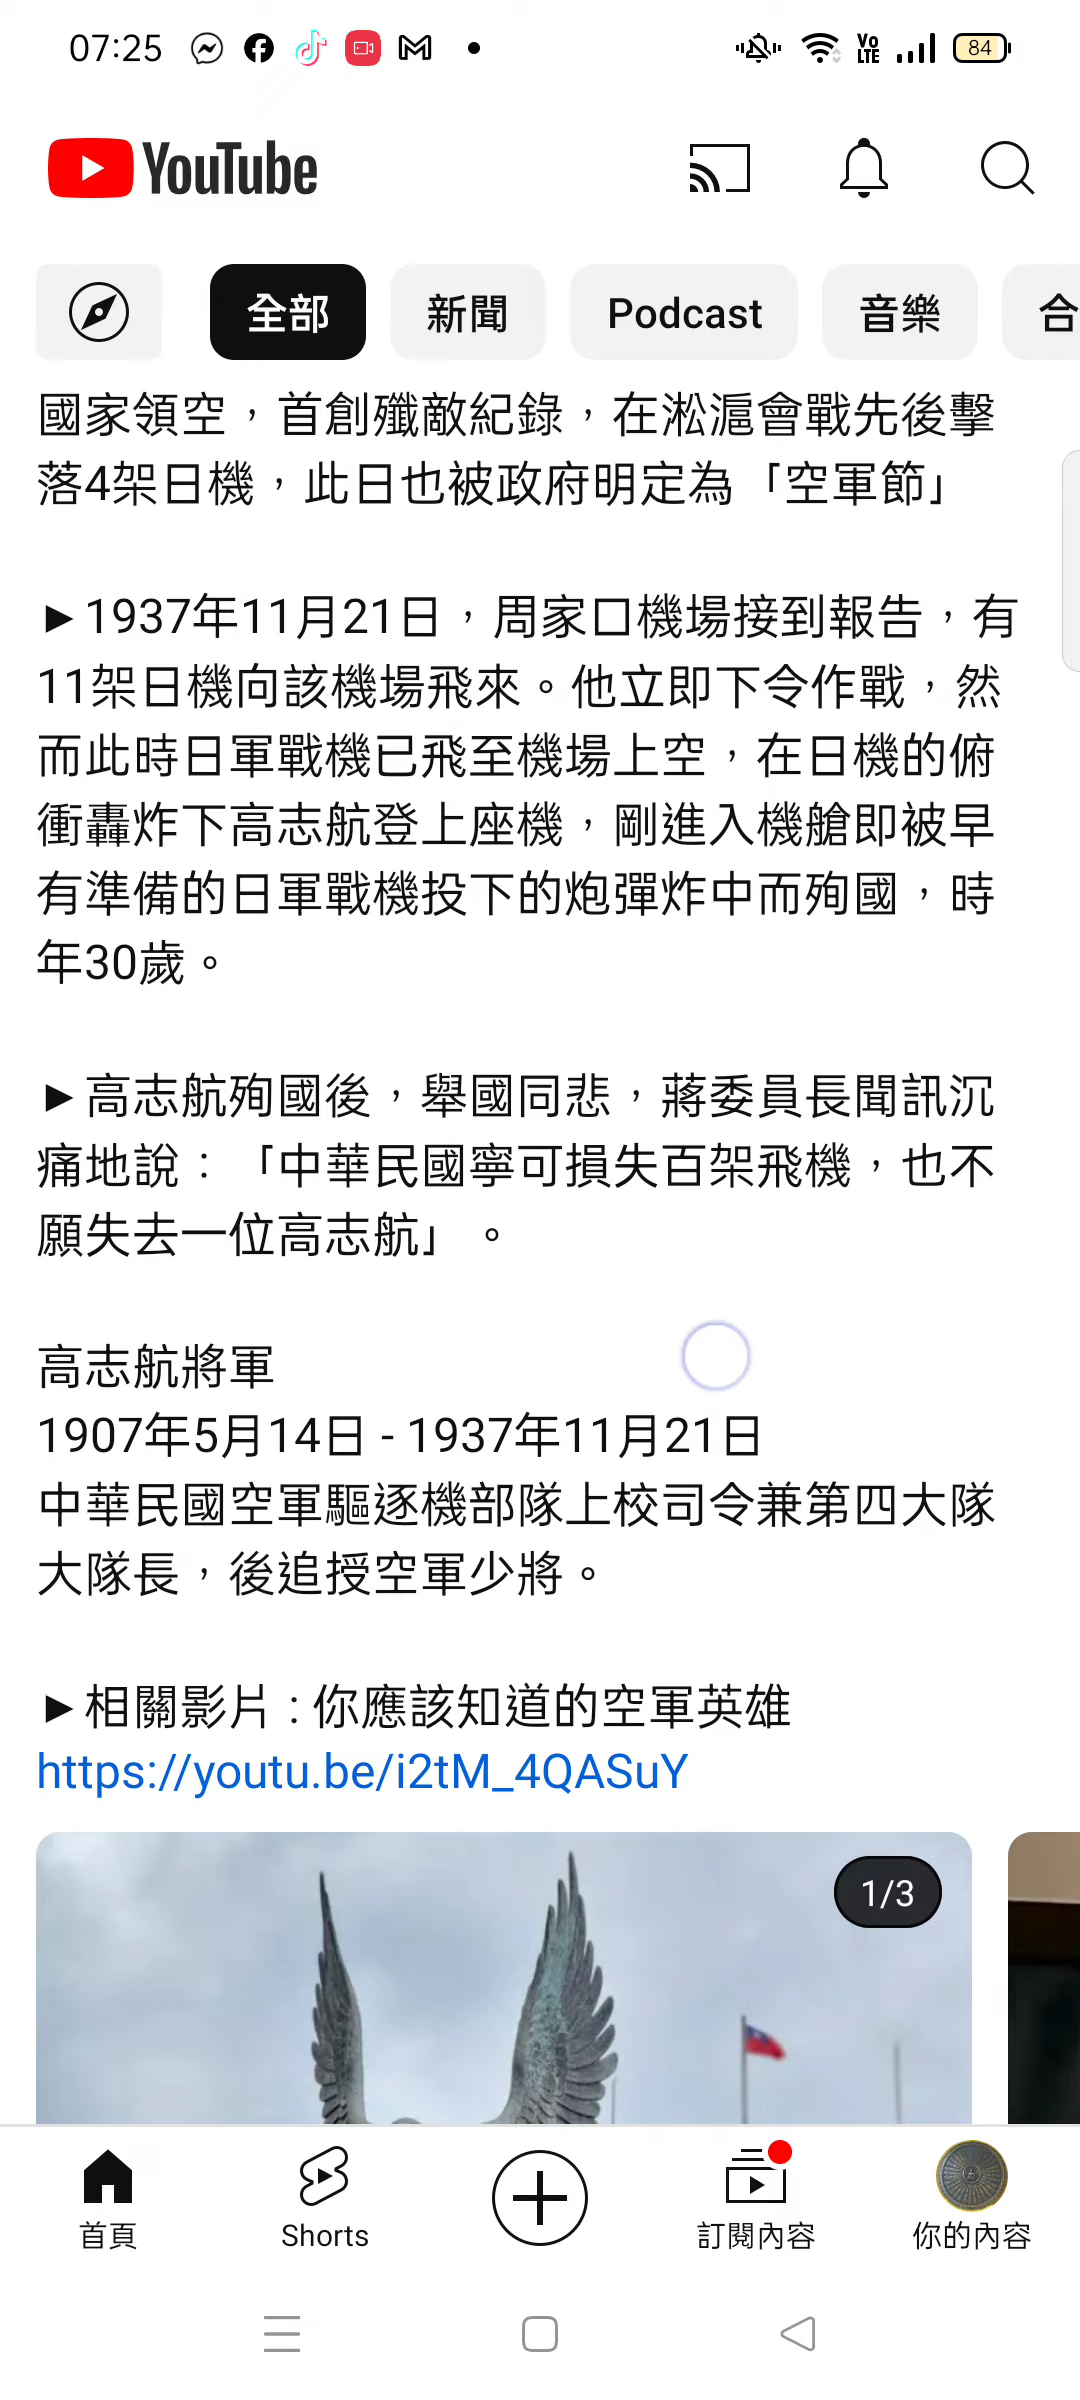 07:25
Vo LTE
84
YouTube
全部
新聞
Podcast
音樂
合
國家領空，首創殲敵紀錄，在淞滬會戰先後擊
落4架日機，此日也被政府明定為「空軍節」
►1937年11月21日，周家口機場接到報告，有
11架日機向該機場飛來。他立即下令作戰，然
而此時日軍戰機已飛至機場上空，在日機的俯
衝轟炸下高志航登上座機，剛進入機艙即被早
有準備的日軍戰機投下的炮彈炸中而殉國，時
年30歲。
►高志航殉國後，舉國同悲，蔣委員長聞訊沉
痛地說：「中華民國寧可損失百架飛機，也不
願失去一位高志航」。
高志航將軍
1907年5月14日 - 1937年11月21日
中華民國空軍驅逐機部隊上校司令兼第四大隊
大隊長，後追授空軍少將。
►相關影片 : 你應該知道的空軍英雄
https://youtu.be/i2tM_4QASuY
1/3
首頁
Shorts
訂閱內容
你的內容